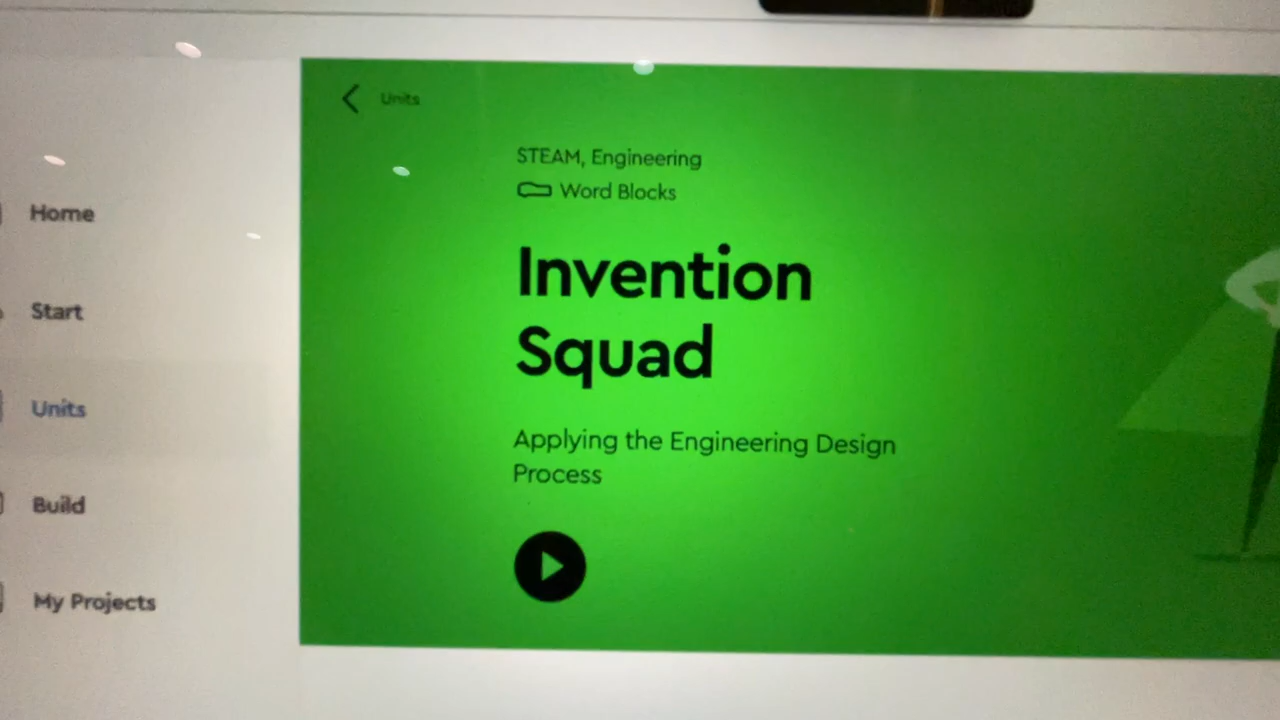 Units
STEAM, Engineering
Word Blocks
Invention
Squad
Applying the Engineering Design
Process
Home
Start
Units
Build
My Projects